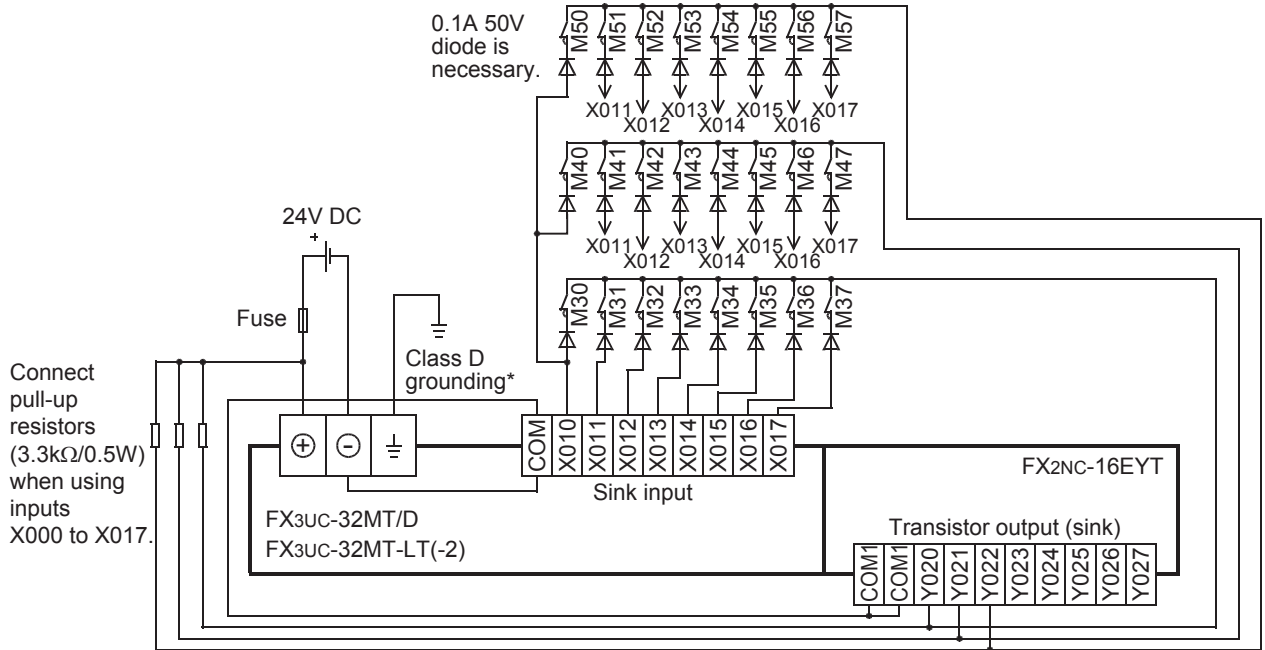 0.1A 50V
diode is
necessary.
M50 M51 M52 M53 M54 M55 M56 M57
X011 X013 X015 X017
X012 X014 X016
M40 M41 M42 M43 M44 M45 M46 M47
X011 X013 X015 X017
X012 X014 X016
24V DC
+
M30 M31 M32 M33 M34 M35 M36 M37
Fuse
Class D
grounding*
Connect
pull-up
resistors
(3.3kΩ/0.5W)
when using
inputs
X000 to X017.
+ -
COM X010 X011 X012 X013 X014 X015 X016 X017
Sink input
FX2NC-16EYT
FX3UC-32MT/D
FX3UC-32MT-LT(-2)
Transistor output (sink)
COM1 COM1 Y020 Y021 Y022 Y023 Y024 Y025 Y026 Y027